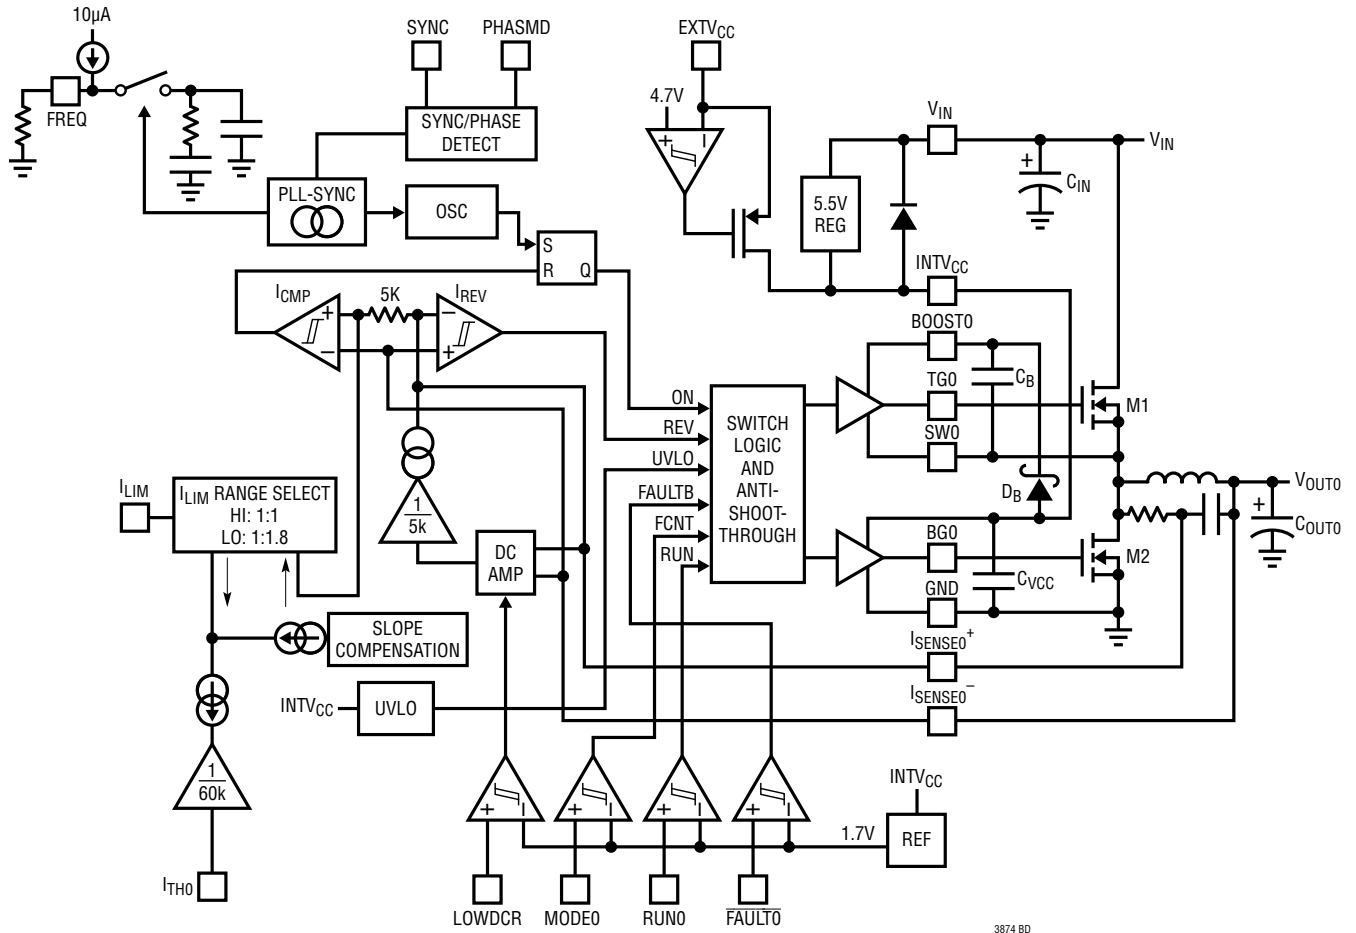 10µA
SYNC
PHASMD
EXTVCC
FREQ
4.7V
VIN
VIN
SYNC/PHASE
DETECT
+
–
+
CIN
PLL-SYNC
OSC
5.5V
REG
S
R
Q
INTVCC
ICMP
5K
IREV
+
–
–
+
BOOST0
CB
TG0
M1
SW0
ON
REV
UVLO
FAULTB
FCNT
RUN
SWITCH
LOGIC
AND
ANTI-
SHOOT-
THROUGH
ILIM
ILIM RANGE SELECT
HI: 1:1
LO: 1:1.8
1
5k
DB
VOUT0
+
COUT0
DC
AMP
BG0
M2
CVCC
GND
SLOPE
COMPENSATION
ISENSE0+
ISENSE0–
INTVCC
UVLO
1
60k
+
–
+
–
+
–
+
–
INTVCC
1.7V
REF
ITH0
LOWDCR
MODE0
RUN0
FAULT0
3874 BD